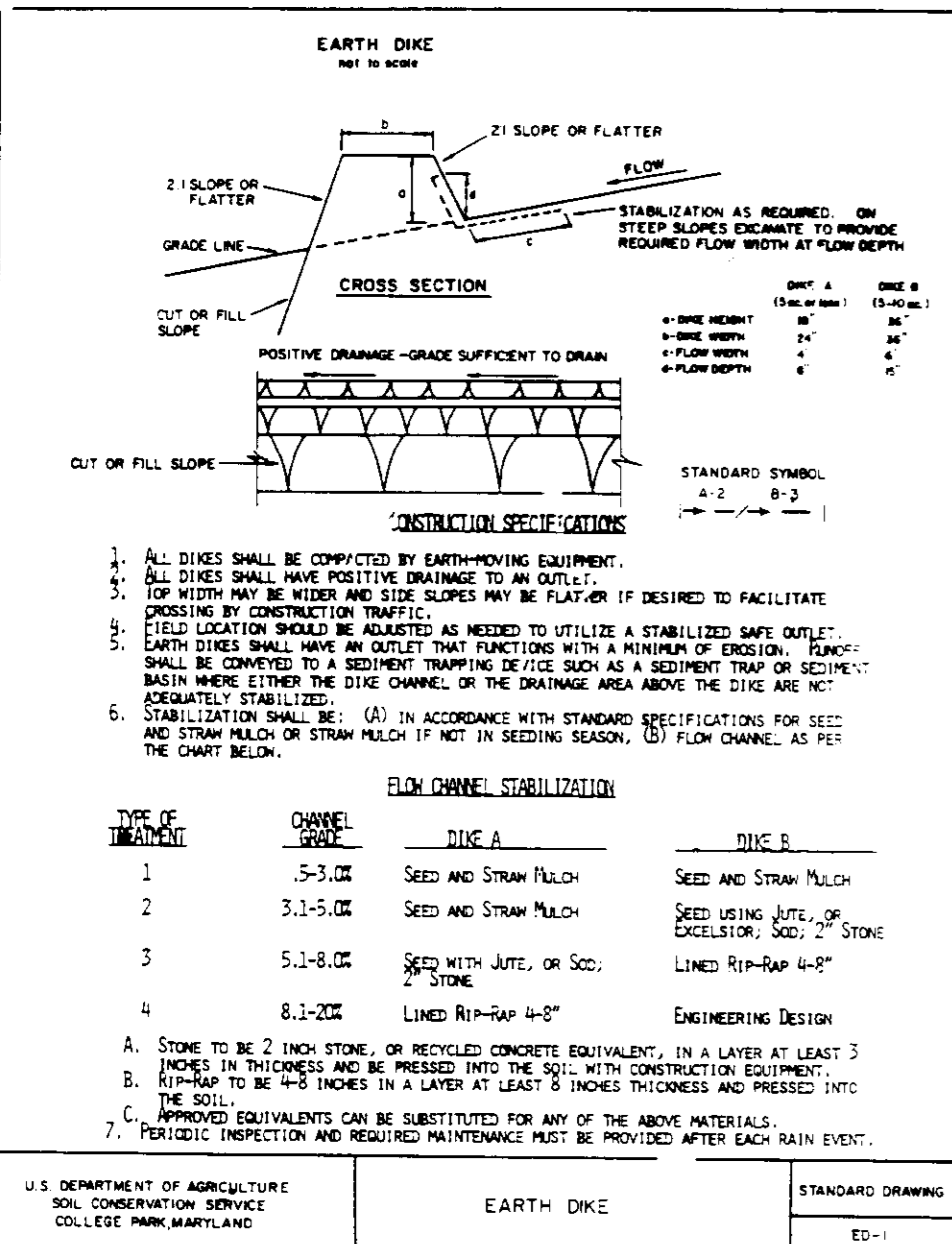 EARTH DIKE
not to scale
b
2:1 SLOPE OR FLATTER
FLOW
2:1 SLOPE OR
FLATTER
a
d
STABILIZATION AS REQUIRED. ON
STEEP SLOPES EXCAVATE TO PROVIDE
REQUIRED FLOW WIDTH AT FLOW DEPTH
c
GRADE LINE
CROSS SECTION
CUT OR FILL
SLOPE
DIKE A DIKE B
(5 ac. or less) (5-10 ac.)
a-DIKE HEIGHT 18" 36"
b-DIKE WIDTH 24" 36"
c-FLOW WIDTH 4' 6'
d-FLOW DEPTH 8" 15"
POSITIVE DRAINAGE-GRADE SUFFICIENT TO DRAIN
CUT OR FILL SLOPE
STANDARD SYMBOL
A-2 B-3
CONSTRUCTION SPECIFICATIONS
1. ALL DIKES SHALL BE COMPACTED BY EARTH-MOVING EQUIPMENT.
2. ALL DIKES SHALL HAVE POSITIVE DRAINAGE TO AN OUTLET.
3. TOP WIDTH MAY BE WIDER AND SIDE SLOPES MAY BE FLATTER IF DESIRED TO FACILITATE
CROSSING BY CONSTRUCTION TRAFFIC.
4. FIELD LOCATION SHOULD BE ADJUSTED AS NEEDED TO UTILIZE A STABILIZED SAFE OUTLET.
5. EARTH DIKES SHALL HAVE AN OUTLET THAT FUNCTIONS WITH A MINIMUM OF EROSION. RUNOFF
SHALL BE CONVEYED TO A SEDIMENT TRAPPING DEVICE SUCH AS A SEDIMENT TRAP OR SEDIMENT
BASIN WHERE EITHER THE DIKE CHANNEL OR THE DRAINAGE AREA ABOVE THE DIKE ARE NOT
ADEQUATELY STABILIZED.
6. STABILIZATION SHALL BE: (A) IN ACCORDANCE WITH STANDARD SPECIFICATIONS FOR SEED
AND STRAW MULCH OR STRAW MULCH IF NOT IN SEEDING SEASON, (B) FLOW CHANNEL AS PER
THE CHART BELOW.
FLOW CHANNEL STABILIZATION
TYPE OF
TREATMENT
CHANNEL
GRADE
DIKE A DIKE B
1 .5-3.0% SEED AND STRAW MULCH SEED AND STRAW MULCH
2 3.1-5.0% SEED AND STRAW MULCH SEED USING JUTE, OR
EXCELSIOR; SOD; 2" STONE
3 5.1-8.0% SEED WITH JUTE, OR SOD; LINED RIP-RAP 4-8"
2" STONE
4 8.1-20% LINED RIP-RAP 4-8" ENGINEERING DESIGN
A. STONE TO BE 2 INCH STONE, OR RECYCLED CONCRETE EQUIVALENT, IN A LAYER AT LEAST 3
INCHES IN THICKNESS AND BE PRESSED INTO THE SOIL WITH CONSTRUCTION EQUIPMENT.
B. RIP-RAP TO BE 4-8 INCHES IN A LAYER AT LEAST 8 INCHES THICKNESS AND PRESSED INTO
THE SOIL.
C. APPROVED EQUIVALENTS CAN BE SUBSTITUTED FOR ANY OF THE ABOVE MATERIALS.
7. PERIODIC INSPECTION AND REQUIRED MAINTENANCE MUST BE PROVIDED AFTER EACH RAIN EVENT.
U.S. DEPARTMENT OF AGRICULTURE
SOIL CONSERVATION SERVICE
COLLEGE PARK, MARYLAND
EARTH DIKE
STANDARD DRAWING
ED-1